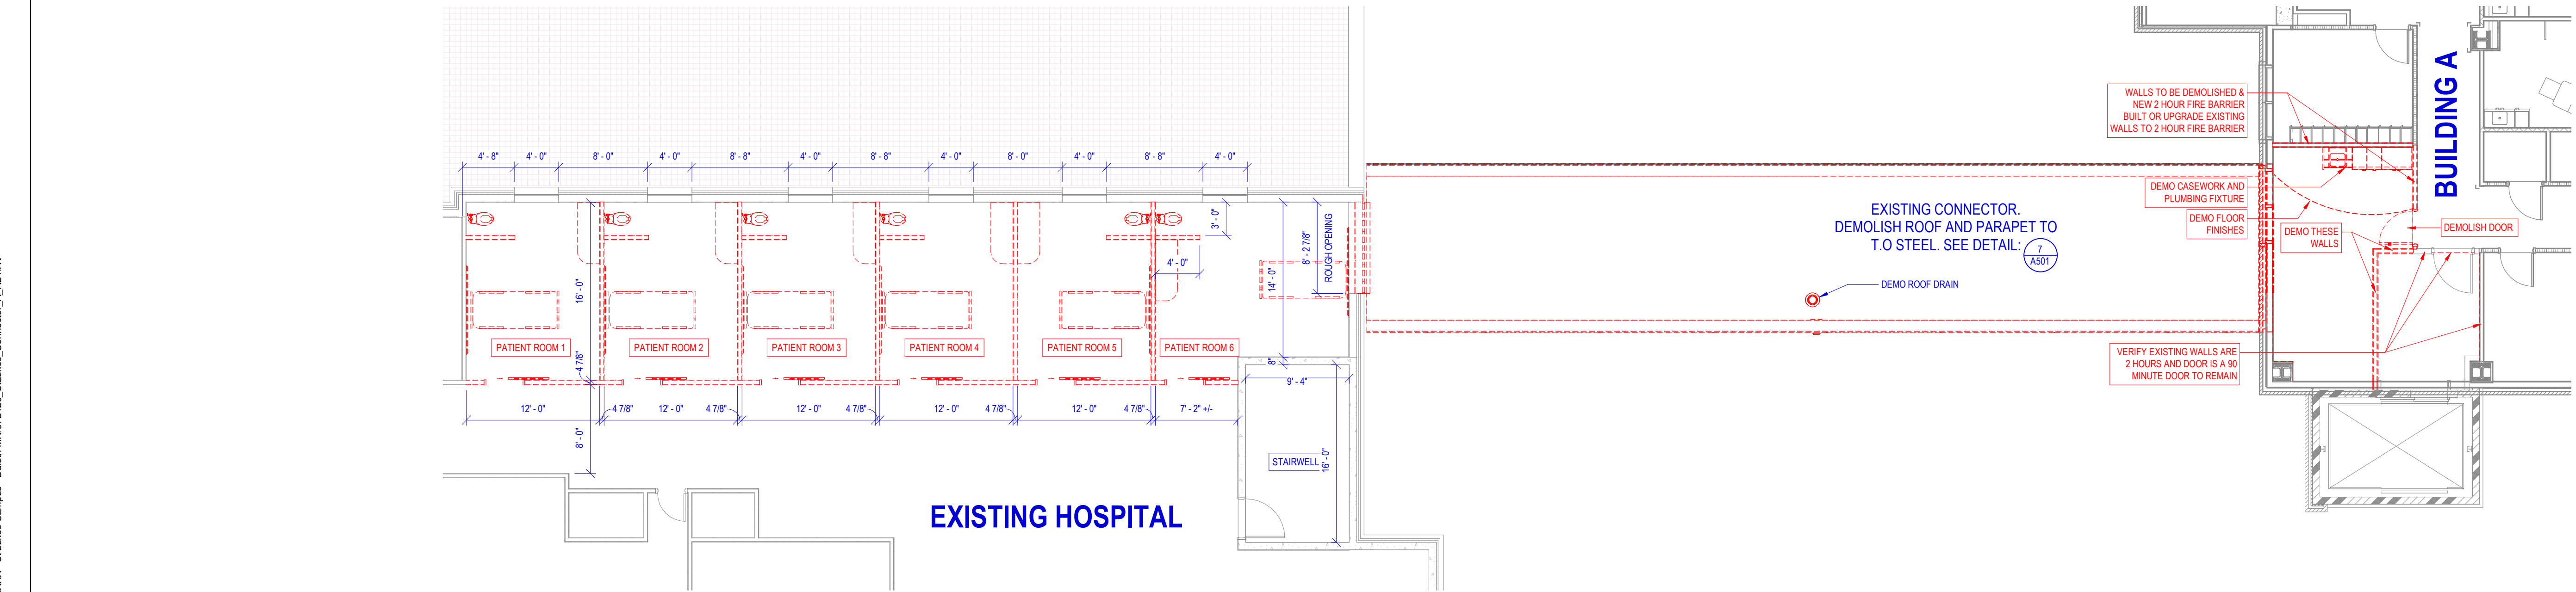 4' - 8"
4' - 0"
8' - 0"
4' - 0"
8' - 8"
4' - 0"
8' - 8"
4' - 0"
8' - 0"
4' - 0"
8' - 8"
4' - 0"
16' - 0"
4 7/8"
3' - 0"
4' - 0"
14' - 0"
8' - 2 7/8"
ROUGH OPENING
8"
PATIENT ROOM 1
PATIENT ROOM 2
PATIENT ROOM 3
PATIENT ROOM 4
PATIENT ROOM 5
PATIENT ROOM 6
12' - 0"
4 7/8"
12' - 0"
4 7/8"
12' - 0"
4 7/8"
12' - 0"
4 7/8"
12' - 0"
4 7/8"
7' - 2" +/-
8' - 0"
9' - 4"
STAIRWELL
16' - 0"
EXISTING HOSPITAL
EXISTING CONNECTOR.
DEMOLISH ROOF AND PARAPET TO
T.O STEEL. SEE DETAIL:
7
A501
DEMO ROOF DRAIN
WALLS TO BE DEMOLISHED &
NEW 2 HOUR FIRE BARRIER
BUILT OR UPGRADE EXISTING
WALLS TO 2 HOUR FIRE BARRIER
DEMO CASEWORK AND
PLUMBING FIXTURE
DEMO FLOOR
FINISHES
DEMO THESE
WALLS
DEMOLISH DOOR
VERIFY EXISTING WALLS ARE
2 HOURS AND DOOR IS A 90
MINUTE DOOR TO REMAIN
BUILDING A